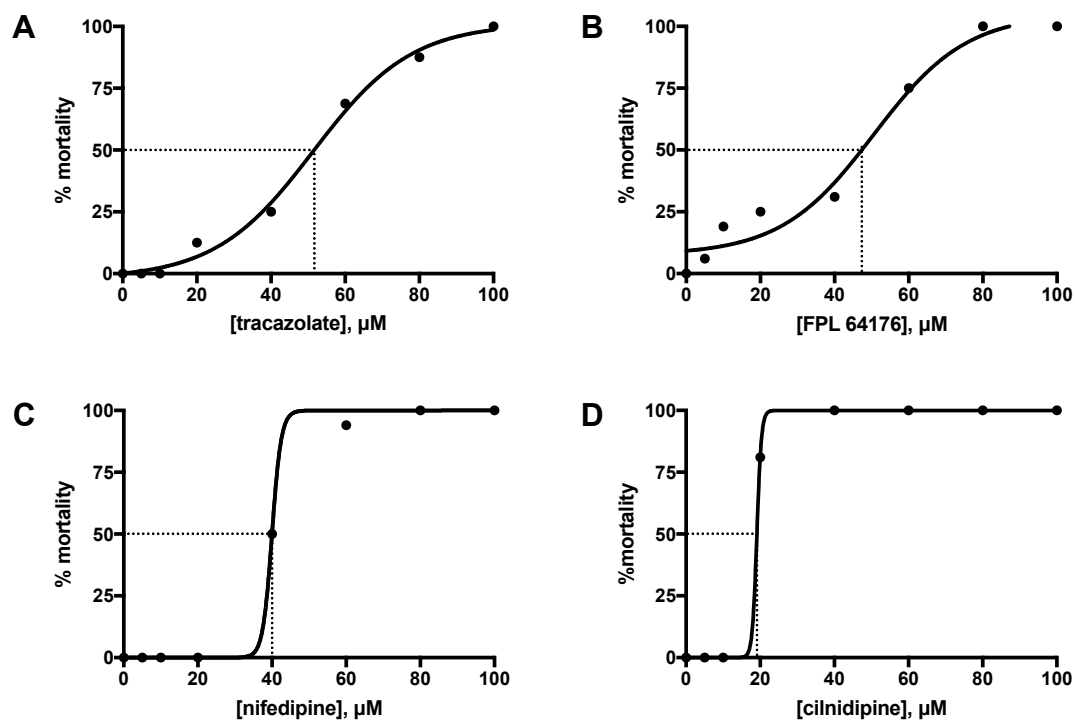 A
B
% mortality
100
75
50
25
0
0 20 40 60 80 100
[tracazolate], µM
% mortality
100
75
50
25
0
0 20 40 60 80 100
[FPL 64176], µM
C
D
% mortality
100
75
50
25
0
0 20 40 60 80 100
[nifedipine], µM
%mortality
100
75
50
25
0
0 20 40 60 80 100
[cilnidipine], µM